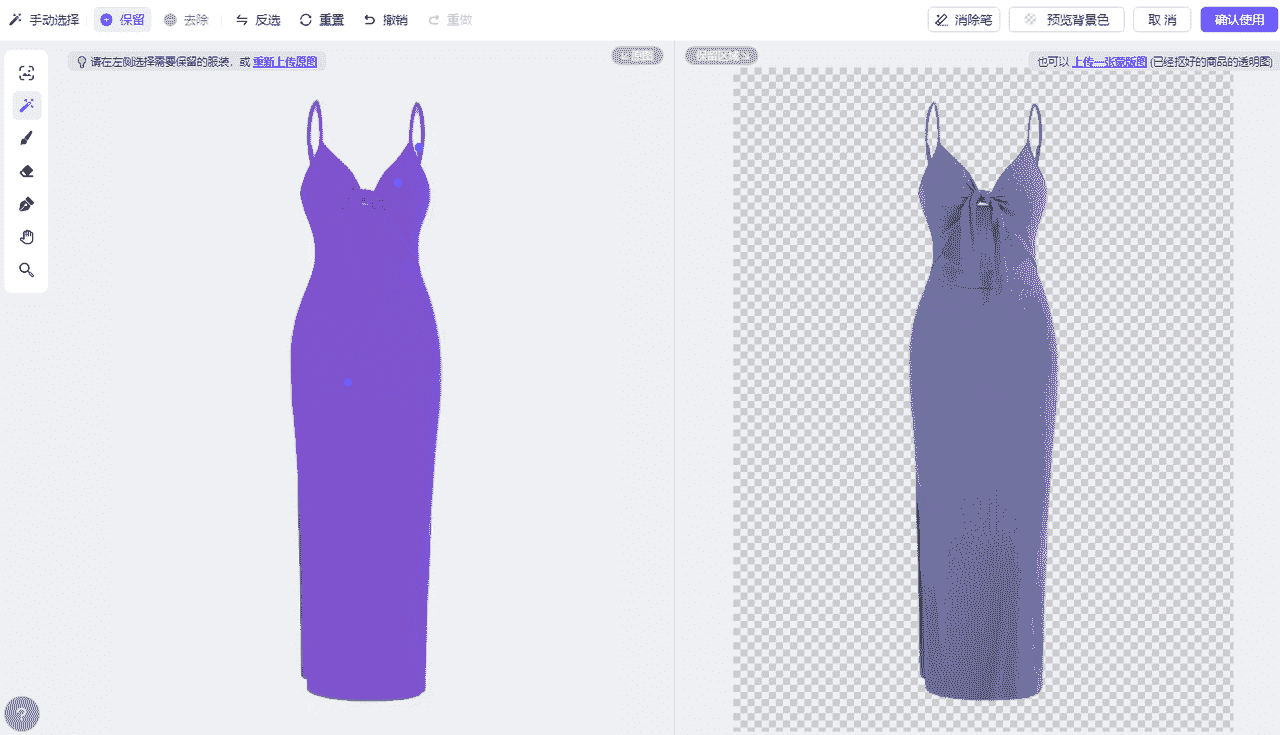 手动选择 保留 去除 反选 重置 撤销 重做 消除笔 预览背景色 取 消 确认使用
请在左侧选择需要保留的服装，或 重新上传原图
也可以 上传一张蒙版图 (已经抠好的商品的透明图)
?